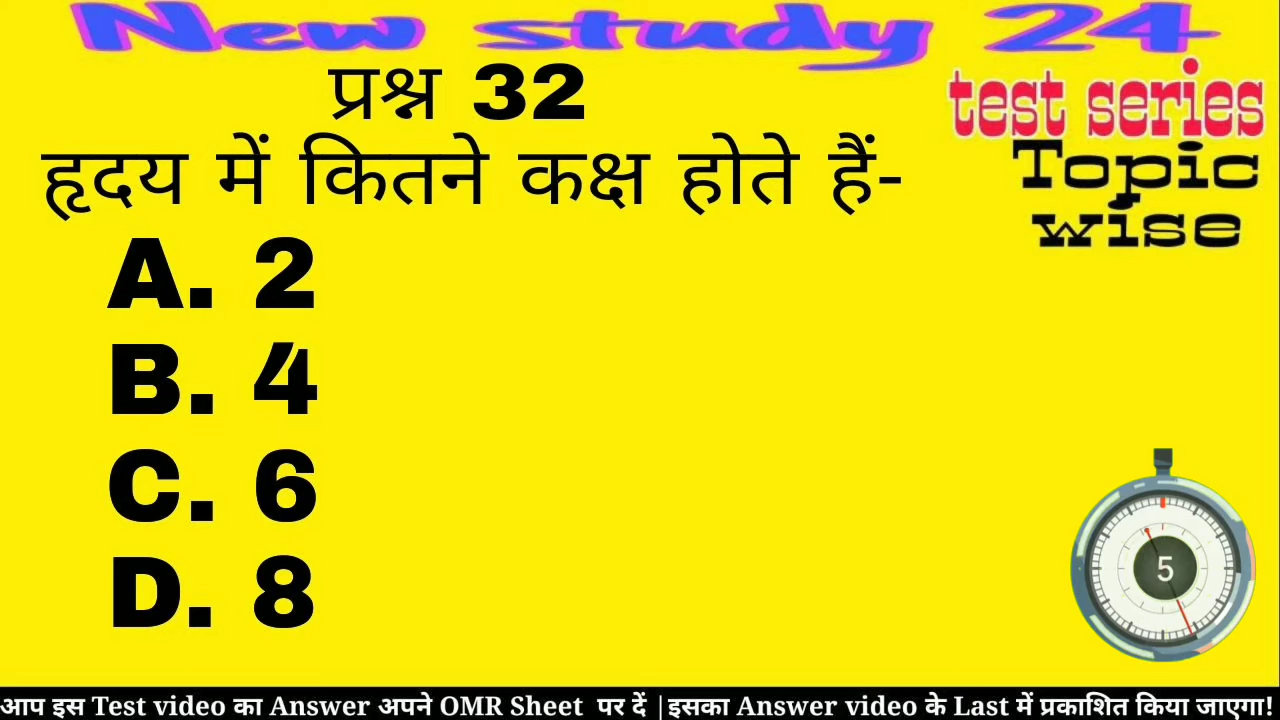 New study 24
प्रश्न 32
test series
Topic
wise
हृदय में कितने कक्ष होते हैं-
A. 2
B. 4
C. 6
D. 8
5
आप इस Test video का Answer अपने OMR Sheet पर दें |इसका Answer video के Last में प्रकाशित किया जाएगा!